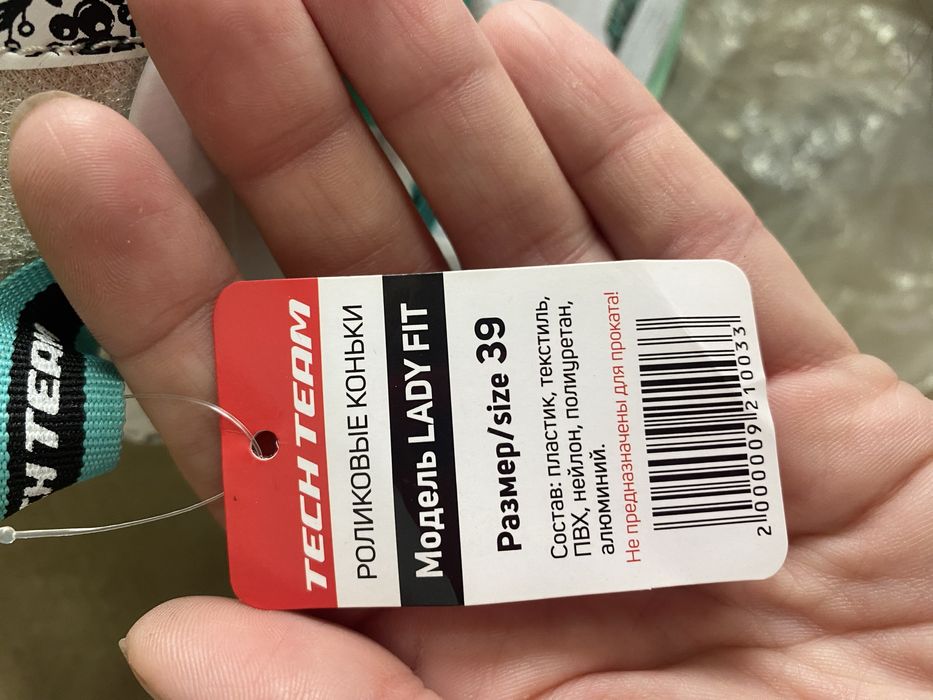 TECH TEAM
РОЛИКОВЫЕ КОНЬКИ
Модель LADY FIT
Размер/size 39
Состав: пластик, текстиль,
ПВХ, нейлон, полиуретан,
алюминий.
Не предназначены для проката!
2000009210033
CH TEAM